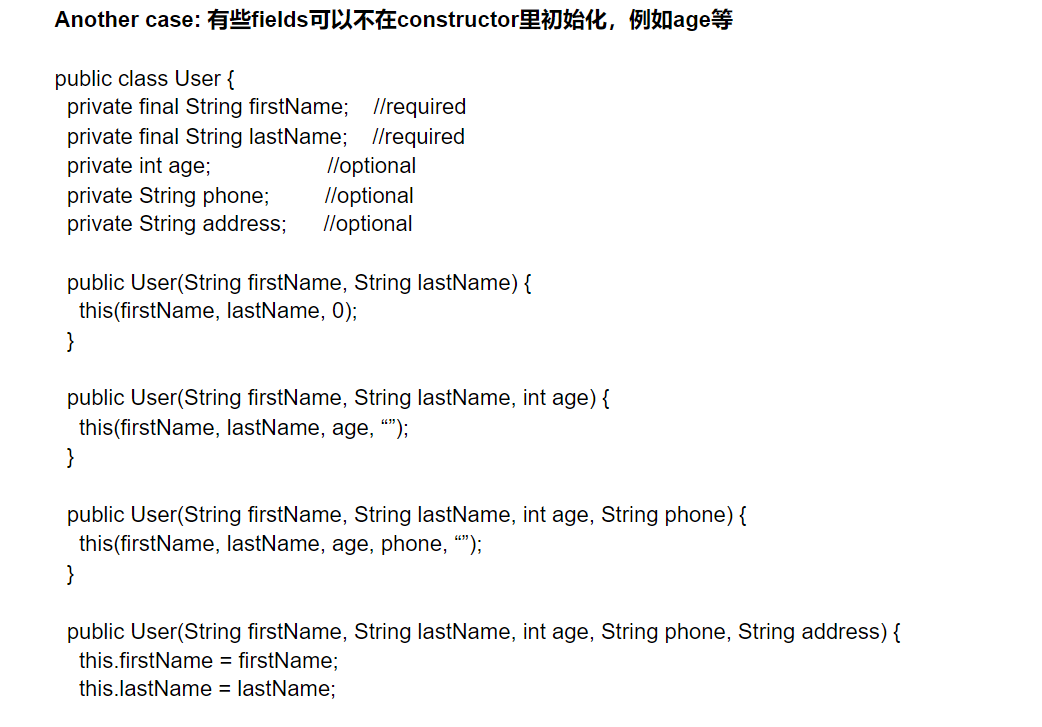 Another case: 有些fields可以不在constructor里初始化，例如age等
public class User {
private final String firstName; //required
private final String lastName; //required
private int age; //optional
private String phone; //optional
private String address; //optional
public User(String firstName, String lastName) {
this(firstName, lastName, 0);
}
public User(String firstName, String lastName, int age) {
this(firstName, lastName, age, “”);
}
public User(String firstName, String lastName, int age, String phone) {
this(firstName, lastName, age, phone, “”);
}
public User(String firstName, String lastName, int age, String phone, String address) {
this.firstName = firstName;
this.lastName = lastName;